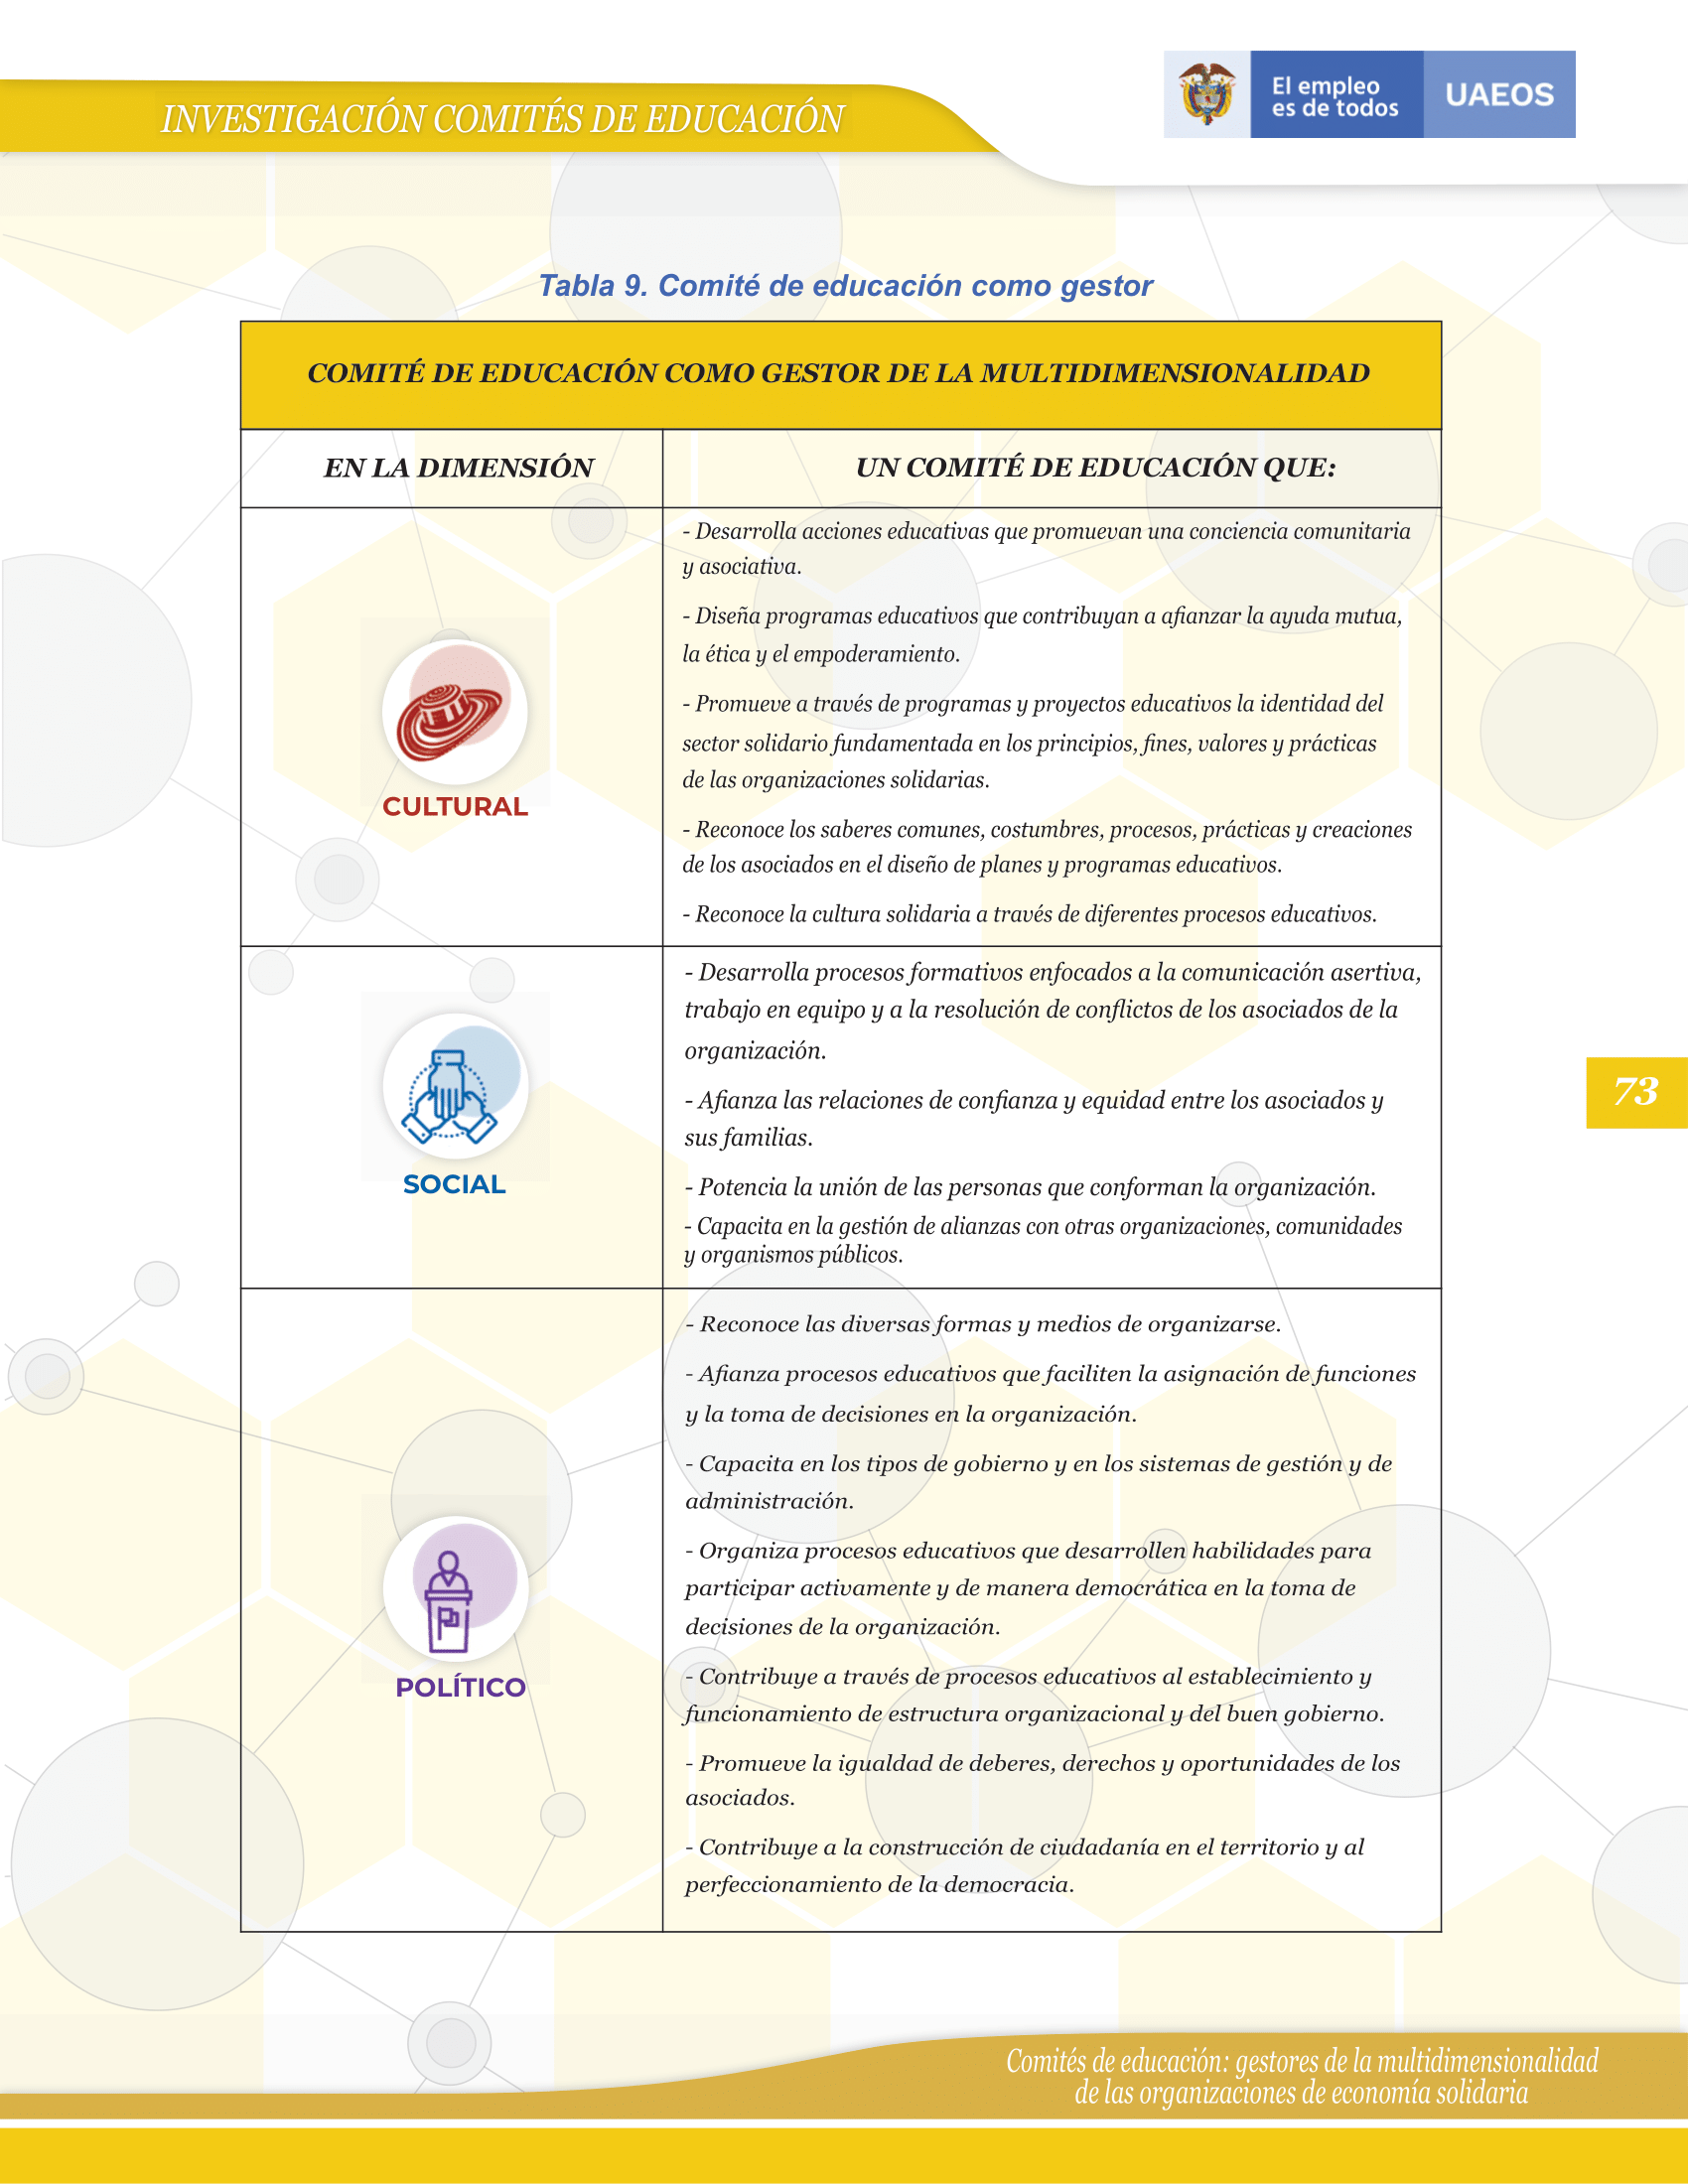 INVESTIGACIÓN COMITÉS DE EDUCACIÓN
El empleo
es de todos
UAEOS
Tabla 9. Comité de educación como gestor
COMITÉ DE EDUCACIÓN COMO GESTOR DE LA MULTIDIMENSIONALIDAD
EN LA DIMENSIÓN
UN COMITÉ DE EDUCACIÓN QUE:
CULTURAL
- Desarrolla acciones educativas que promuevan una conciencia comunitaria
y asociativa.
- Diseña programas educativos que contribuyan a afianzar la ayuda mutua,
la ética y el empoderamiento.
- Promueve a través de programas y proyectos educativos la identidad del
sector solidario fundamentada en los principios, fines, valores y prácticas
de las organizaciones solidarias.
- Reconoce los saberes comunes, costumbres, procesos, prácticas y creaciones
de los asociados en el diseño de planes y programas educativos.
- Reconoce la cultura solidaria a través de diferentes procesos educativos.
SOCIAL
- Desarrolla procesos formativos enfocados a la comunicación asertiva,
trabajo en equipo y a la resolución de conflictos de los asociados de la
organización.
- Afianza las relaciones de confianza y equidad entre los asociados y
sus familias.
- Potencia la unión de las personas que conforman la organización.
- Capacita en la gestión de alianzas con otras organizaciones, comunidades
y organismos públicos.
POLÍTICO
- Reconoce las diversas formas y medios de organizarse.
- Afianza procesos educativos que faciliten la asignación de funciones
y la toma de decisiones en la organización.
- Capacita en los tipos de gobierno y en los sistemas de gestión y de
administración.
- Organiza procesos educativos que desarrollen habilidades para
participar activamente y de manera democrática en la toma de
decisiones de la organización.
- Contribuye a través de procesos educativos al establecimiento y
funcionamiento de estructura organizacional y del buen gobierno.
- Promueve la igualdad de deberes, derechos y oportunidades de los
asociados.
- Contribuye a la construcción de ciudadanía en el territorio y al
perfeccionamiento de la democracia.
73
Comités de educación: gestores de la multidimensionalidad
de las organizaciones de economía solidaria